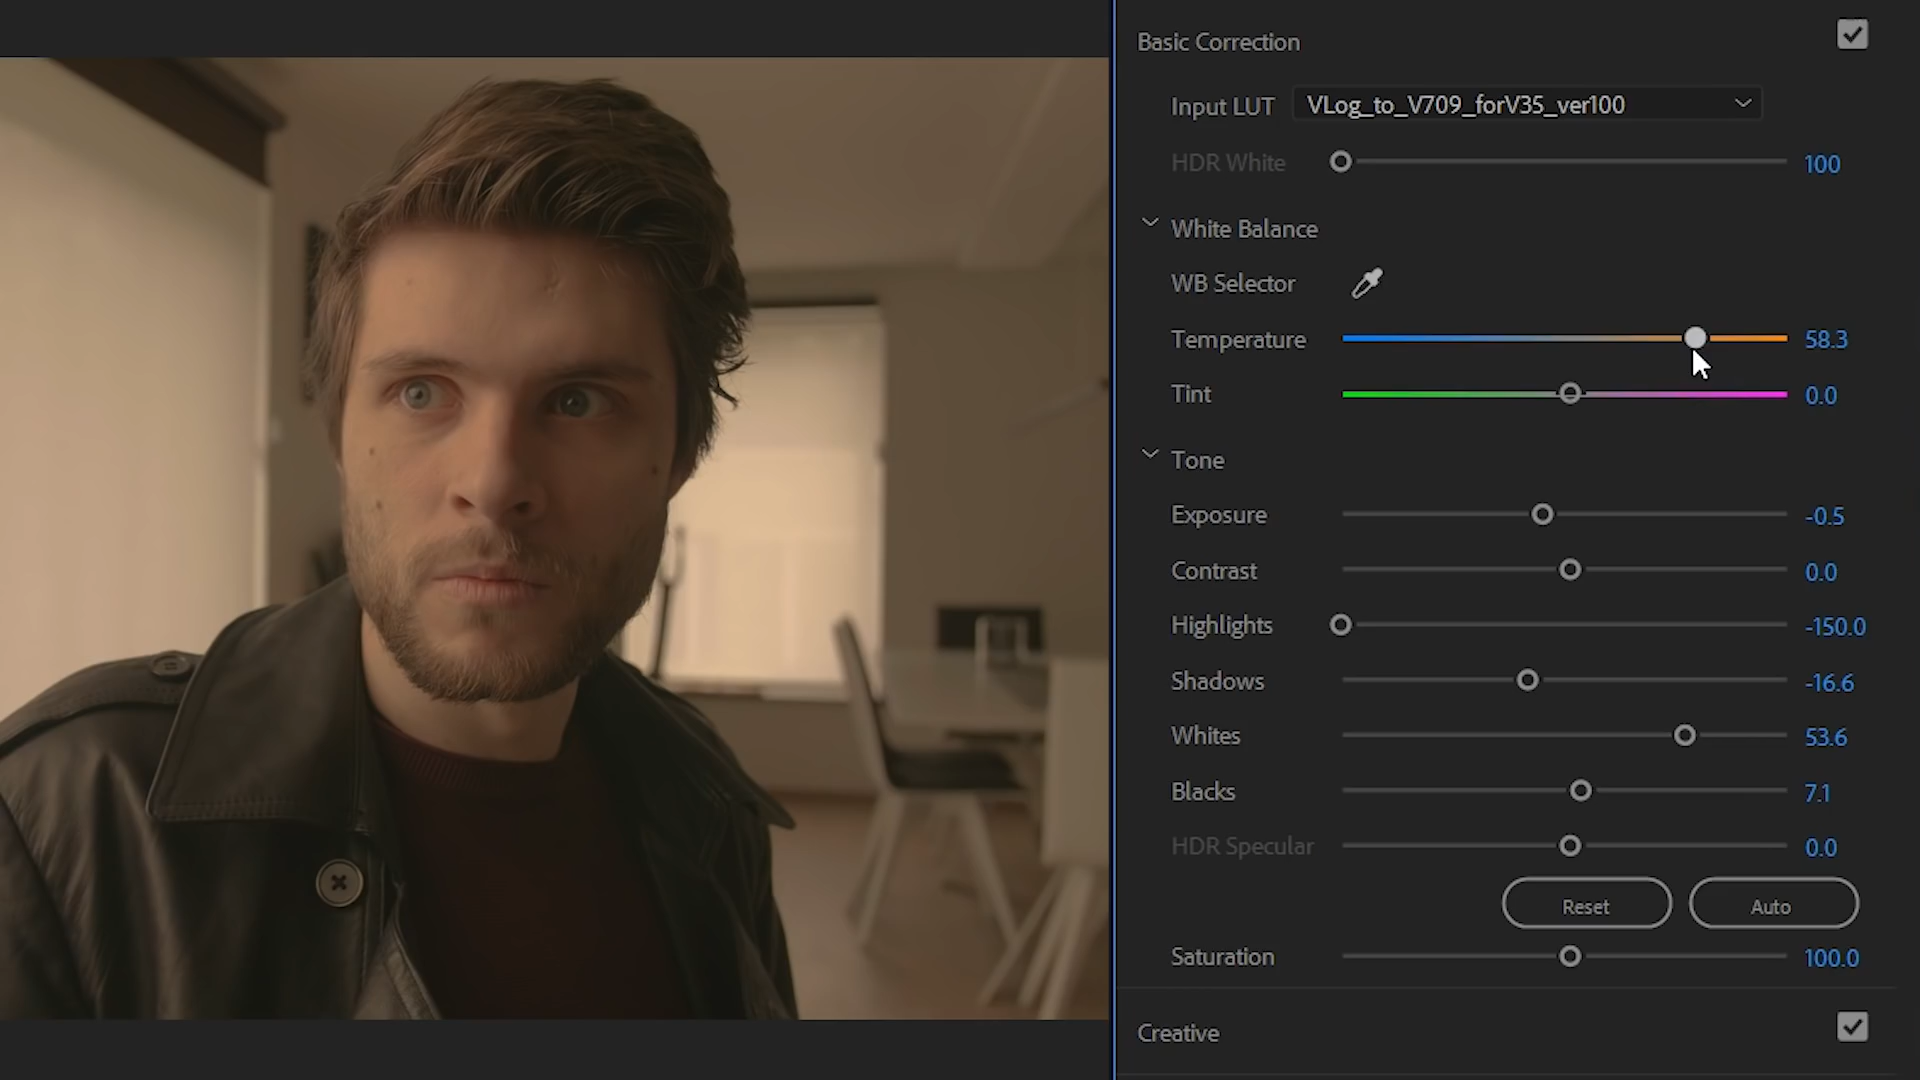 Basic Correction
Input LUT VLog_to_V709_forV35_ver100
HDR White 100
White Balance
WB Selector
Temperature 58.3
Tint 0.0
Tone
Exposure -0.5
Contrast 0.0
Highlights -150.0
Shadows -16.6
Whites 53.6
Blacks 7.1
HDR Specular 0.0
Reset Auto
Saturation 100.0
Creative